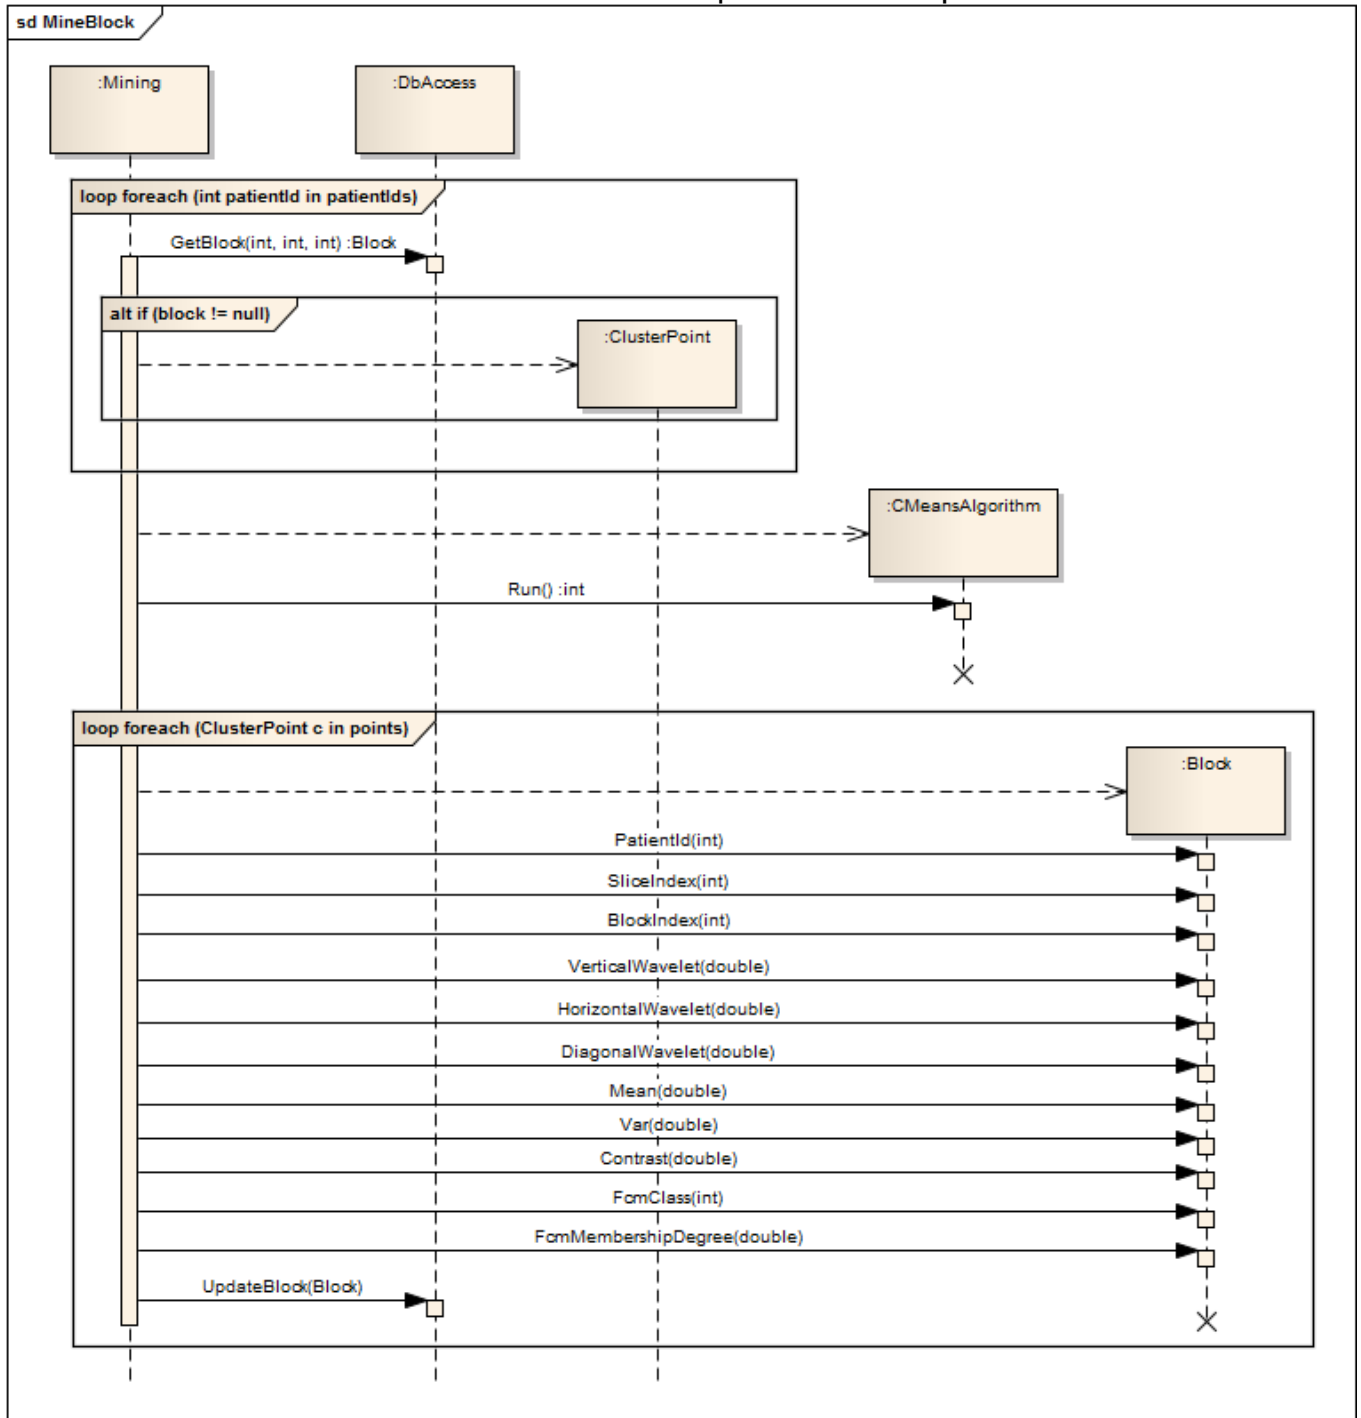 sd MineBlock
:Mining
:DbAccess
loop foreach (int patientId in patientIds)
GetBlock(int, int, int) :Block
alt if (block != null)
:ClusterPoint
:CMeansAlgorithm
Run() :int
loop foreach (ClusterPoint c in points)
:Block
PatientId(int)
SliceIndex(int)
BlockIndex(int)
VerticalWavelet(double)
HorizontalWavelet(double)
DiagonalWavelet(double)
Mean(double)
Var(double)
Contrast(double)
FcmClass(int)
FcmMembershipDegree(double)
UpdateBlock(Block)